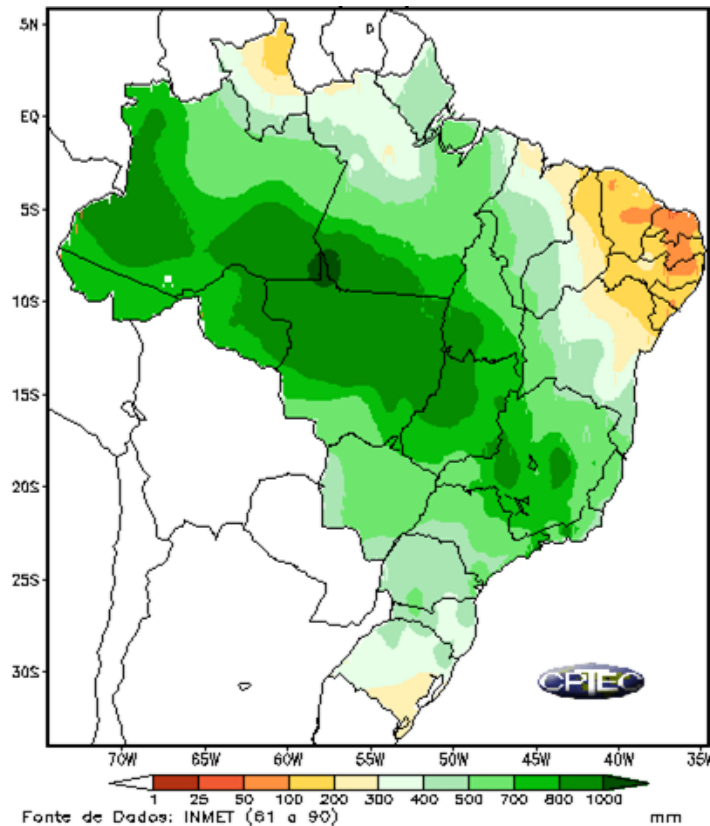 5N
EQ
5S
10S
15S
20S
25S
30S
CPTEC
70W 65W 60W 55W 50W 45W 40W 35W
1 25 50 100 200 300 400 500 700 800 1000
Fonte de Dados: INMET (61 a 90) mm